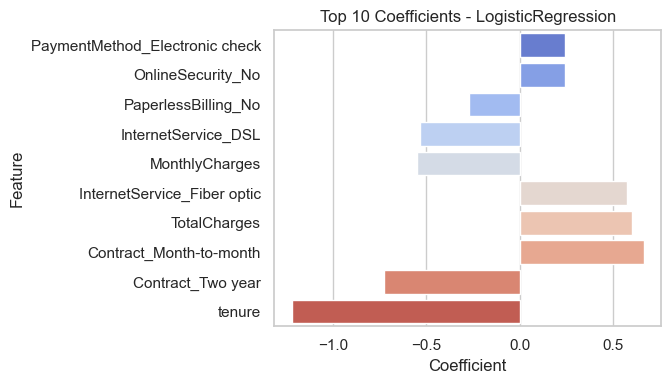 Top 10 Coefficients - LogisticRegression
Feature
PaymentMethod_Electronic check
OnlineSecurity_No
PaperlessBilling_No
InternetService_DSL
MonthlyCharges
InternetService_Fiber optic
TotalCharges
Contract_Month-to-month
Contract_Two year
tenure
−1.0 −0.5 0.0 0.5
Coefficient